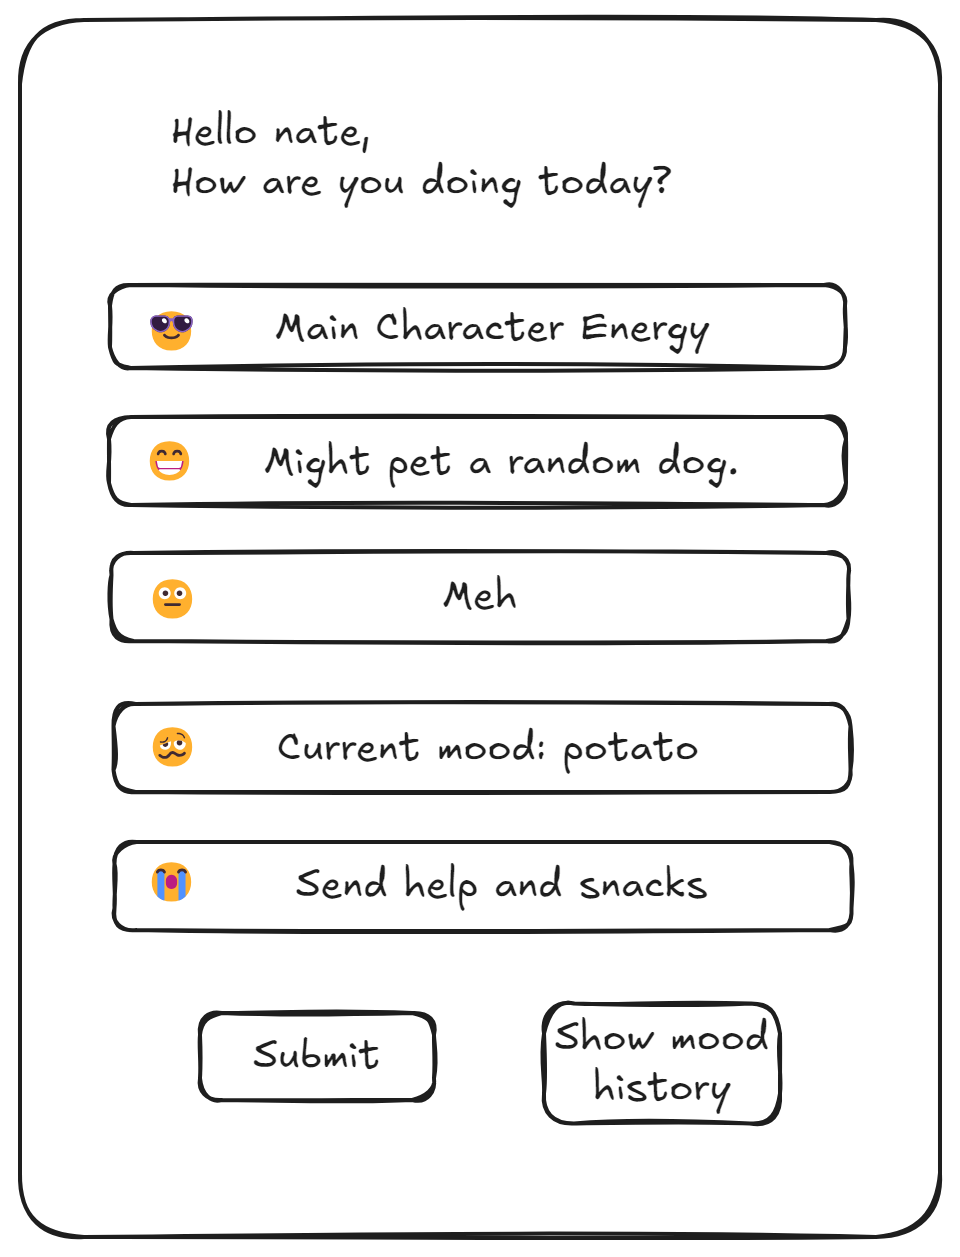 Hello nate,
How are you doing today?
Main Character Energy
Might pet a random dog.
Meh
Current mood: potato
Send help and snacks
Submit
Show mood
history